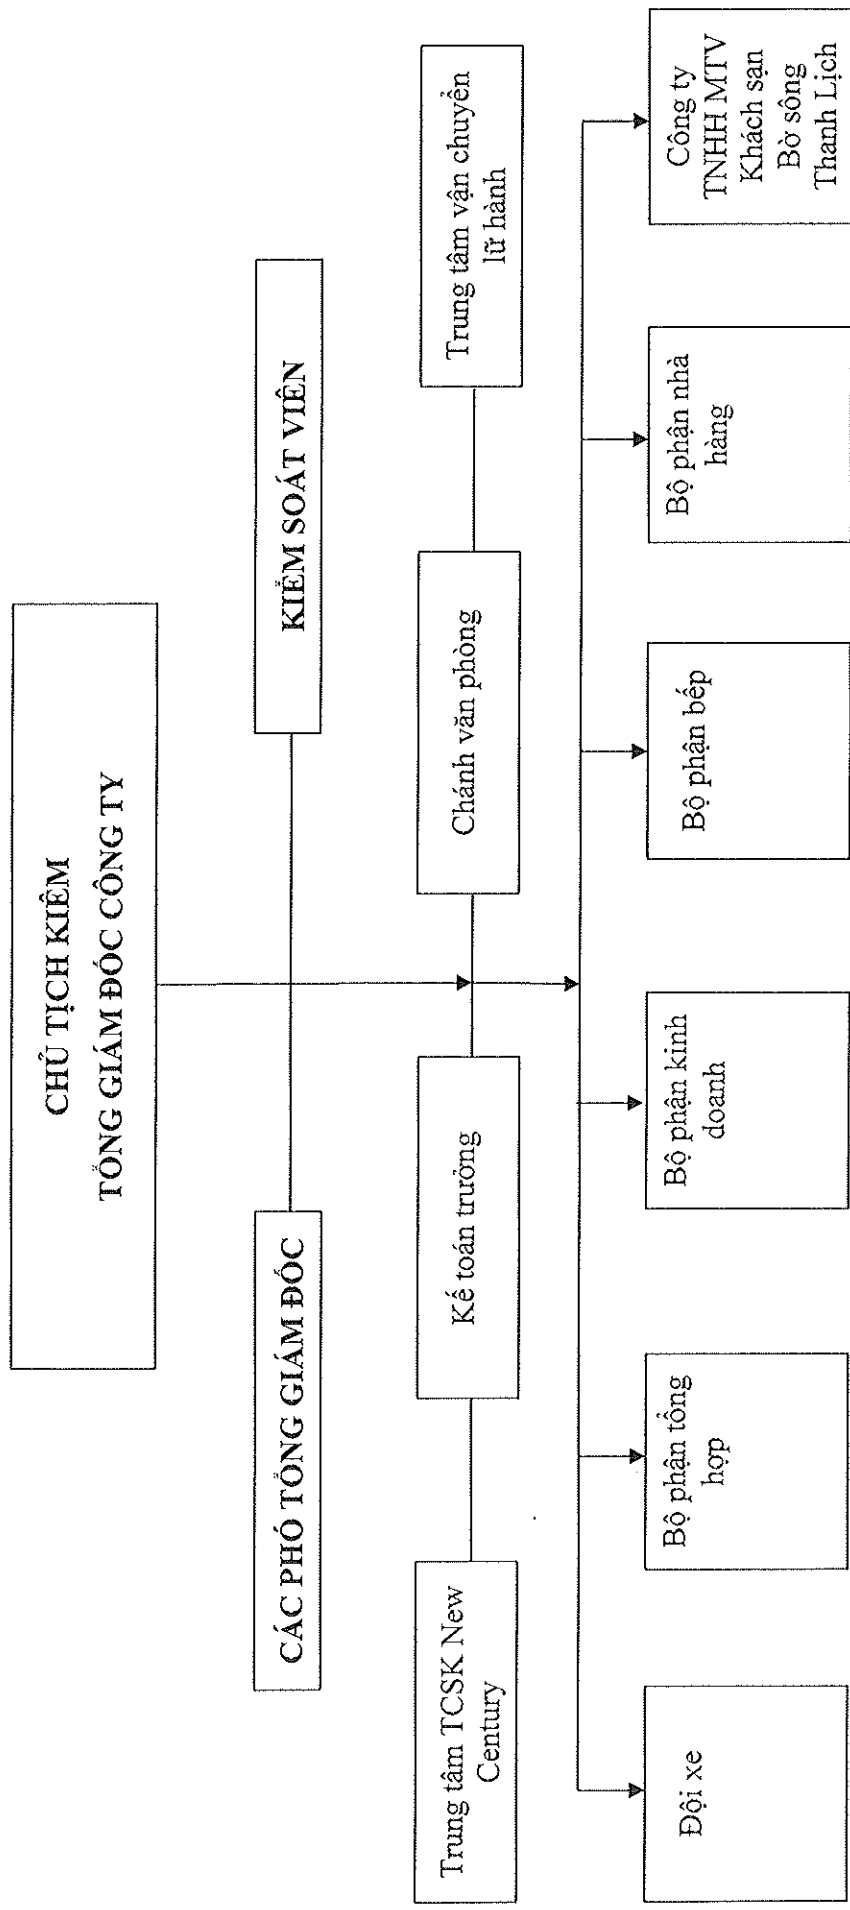 CHỦ TỊCH KIÊM
TỔNG GIÁM ĐỐC CÔNG TY
CÁC PHÓ TỔNG GIÁM ĐỐC
KIỂM SOÁT VIÊN
Trung tâm TCSK New
Century
Kế toán trưởng
Chánh văn phòng
Trung tâm vận chuyển
lữ hành
Đội xe
Bộ phận tổng
hợp
Bộ phận kinh
doanh
Bộ phận bếp
Bộ phận nhà
hàng
Công ty
TNHH MTV
Khách sạn
Bờ sông
Thanh Lịch